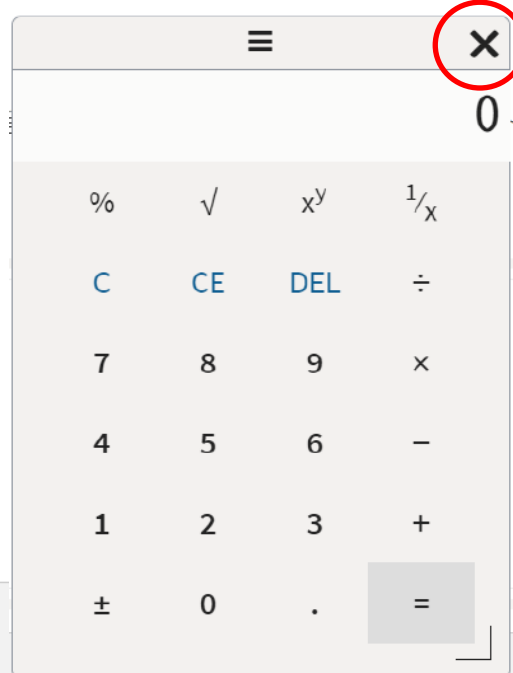 0
% √ xʸ ¹/ₓ
C CE DEL ÷
7 8 9 ×
4 5 6 −
1 2 3 +
± 0 . =